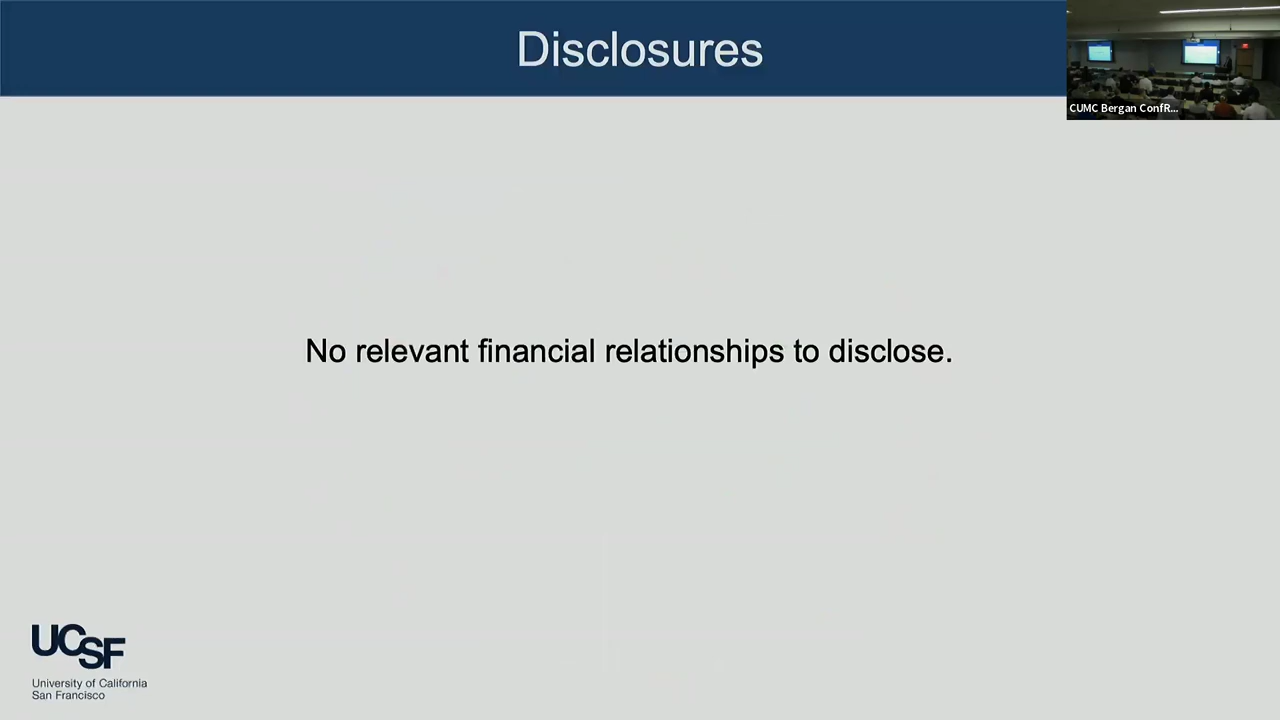 Disclosures
CUMC Bergan ConfR...
No relevant financial relationships to disclose.
UCSF
University of California
San Francisco